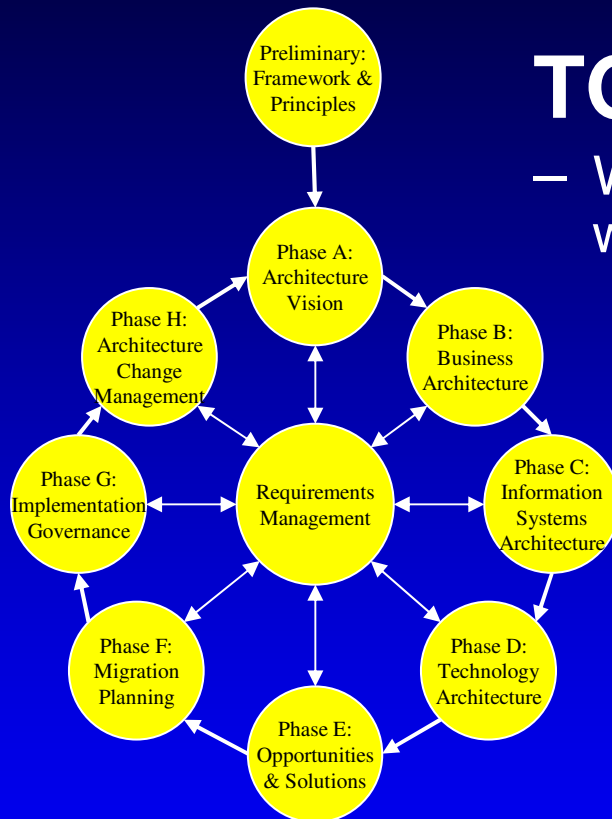 Preliminary:
Framework &
Principles
TO
– W
w
Phase A:
Architecture
Vision
Phase B:
Business
Architecture
Phase C:
Information
Systems
Architecture
Phase D:
Technology
Architecture
Phase E:
Opportunities
& Solutions
Phase F:
Migration
Planning
Phase G:
Implementation
Governance
Phase H:
Architecture
Change
Management
Requirements
Management